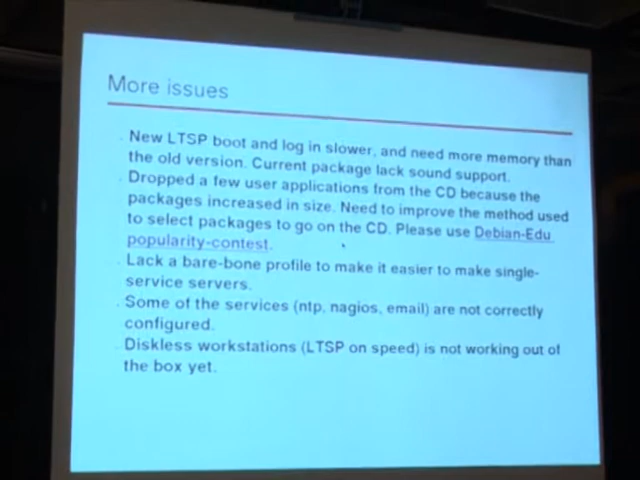 More issues
New LTSP boot and log in slower, and need more memory than
the old version. Current package lack sound support.
Dropped a few user applications from the CD because the
packages increased in size. Need to improve the method used
to select packages to go on the CD. Please use Debian-Edu
popularity-contest.
Lack a bare-bone profile to make it easier to make single-
service servers.
Some of the services (ntp, nagios, email) are not correctly
configured.
Diskless workstations (LTSP on speed) is not working out of
the box yet.